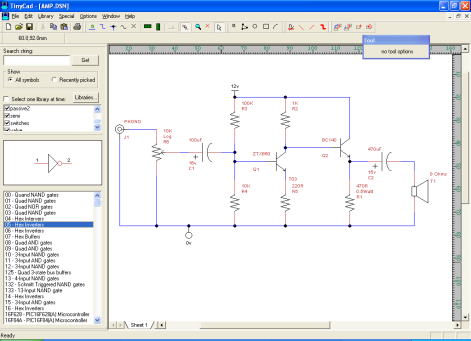 TinyCad - [AMP.DSN]
File Edit Library Special Options Window Help
60.0,92.0mm
Search string:
Get
Show
All symbols Recently picked
Select one library at time: Libraries...
passive2
semi
switches
valves
1 2
00 - Quad NAND gates
01 - Quad NAND gates
02 - Quad NOR gates
03 - Quad NAND gates
04 - Hex Inverters
05 - Hex Inverters
06 - Hex Inverters
07 - Hex Buffers
08 - Quad AND gates
09 - Quad AND gates
10 - 3-Input NAND gates
11 - 3-Input AND gates
12 - 3-Input NAND gates
125 - Quad 3-state bus buffers
13 - 4-Input NAND gates
132 - Schmitt Triggered NAND gates
133 - 13-Input NAND gate
14 - Hex Inverters
15 - 3-Input AND gates
16 - Hex Inverters
16F628 - PIC16F628(A) Microcontroller
16F84A - PIC16F84(A) Microcontroller
Tool
no tool options
12v
100K
R3
1K
R2
PHONO
J1
10K
Log
R6
100uF
16v
C1
ZTX650
Q1
BC140
Q2
TO3
220R
R5
10K
R4
470uF
15v
C2
470R
0.5Watt
R1
8 Ohms
T1
0v
Sheet 1
Ready